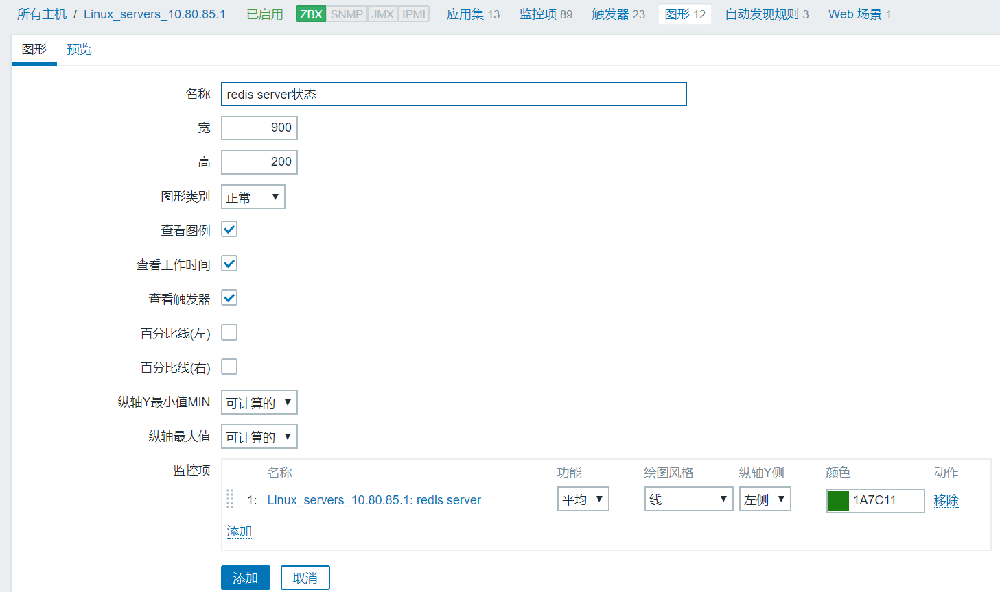 所有主机 / Linux_servers_10.80.85.1 已启用 ZBX SNMP JMX IPMI 应用集 13 监控项 89 触发器 23 图形 12 自动发现规则 3 Web 场景 1
图形 预览
名称 redis server状态
宽 900
高 200
图形类别 正常 ▼
查看图例
查看工作时间
查看触发器
百分比线(左)
百分比线(右)
纵轴Y最小值MIN 可计算的 ▼
纵轴最大值 可计算的 ▼
监控项 名称 功能 绘图风格 纵轴Y侧 颜色 动作
1: Linux_servers_10.80.85.1: redis server 平均 ▼ 线 ▼ 左侧 ▼ 1A7C11 移除
添加
添加 取消